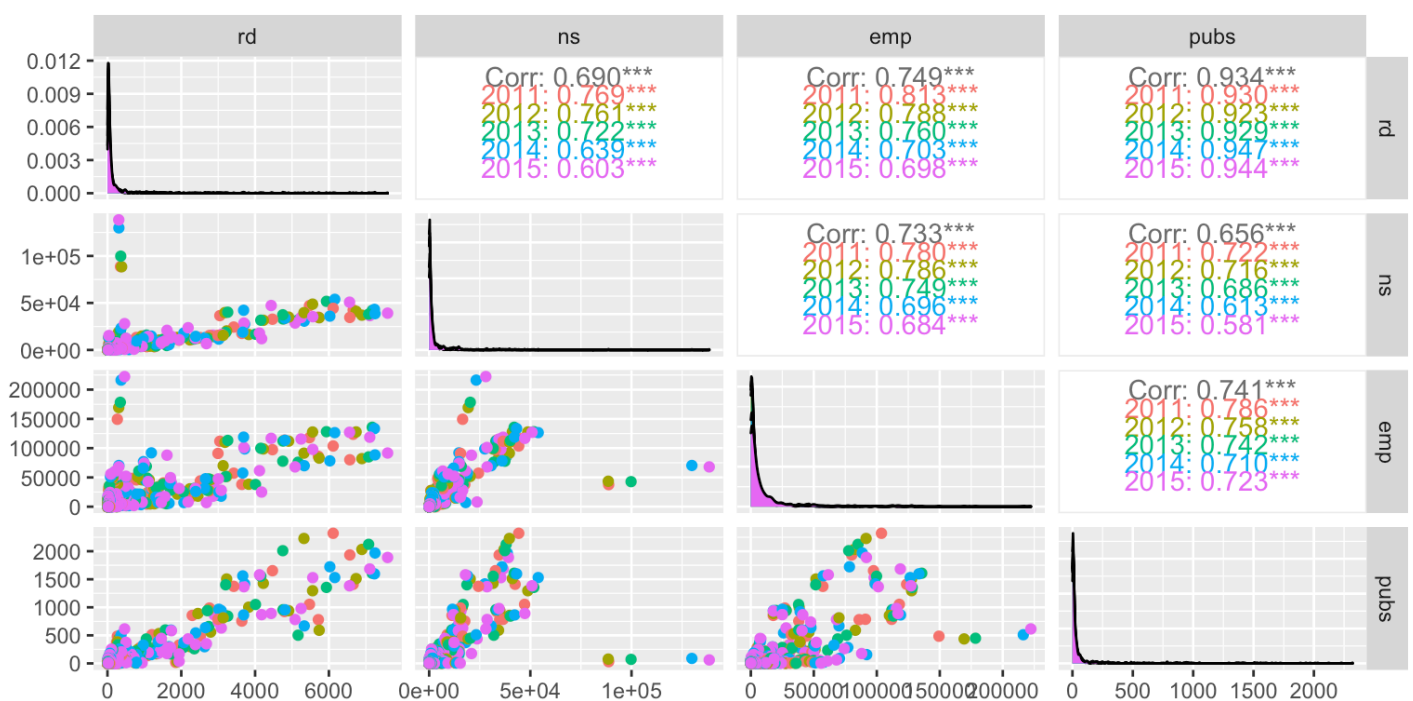 rd ns emp pubs
0.012
0.009
0.006
0.003
0.000
Corr: 0.690***
2011: 0.769***
2012: 0.761***
2013: 0.722***
2014: 0.639***
2015: 0.603***
Corr: 0.749***
2011: 0.813***
2012: 0.788***
2013: 0.760***
2014: 0.703***
2015: 0.698***
Corr: 0.934***
2011: 0.930***
2012: 0.923***
2013: 0.929***
2014: 0.947***
2015: 0.944***
rd
1e+05
5e+04
0e+00
Corr: 0.733***
2011: 0.780***
2012: 0.786***
2013: 0.749***
2014: 0.696***
2015: 0.684***
Corr: 0.656***
2011: 0.722***
2012: 0.716***
2013: 0.686***
2014: 0.613***
2015: 0.581***
ns
200000
150000
100000
50000
0
Corr: 0.741***
2011: 0.786***
2012: 0.758***
2013: 0.742***
2014: 0.710***
2015: 0.723***
emp
2000
1500
1000
500
0
pubs
0 2000 4000 6000
0e+00 5e+04 1e+05
0 50000 100000 150000 200000
0 500 1000 1500 2000